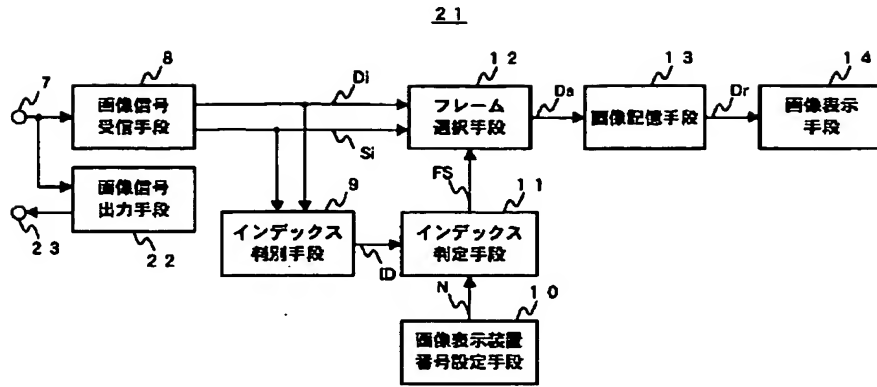 ２１
７
８
画像信号
受信手段
Di
Si
１２
フレーム
選択手段
Da
１３
画像記憶手段
Dr
１４
画像表示
手段
画像信号
出力手段
２３
２２
９
インデックス
判別手段
ID
FS
１１
インデックス
判定手段
N
１０
画像表示装置
番号設定手段